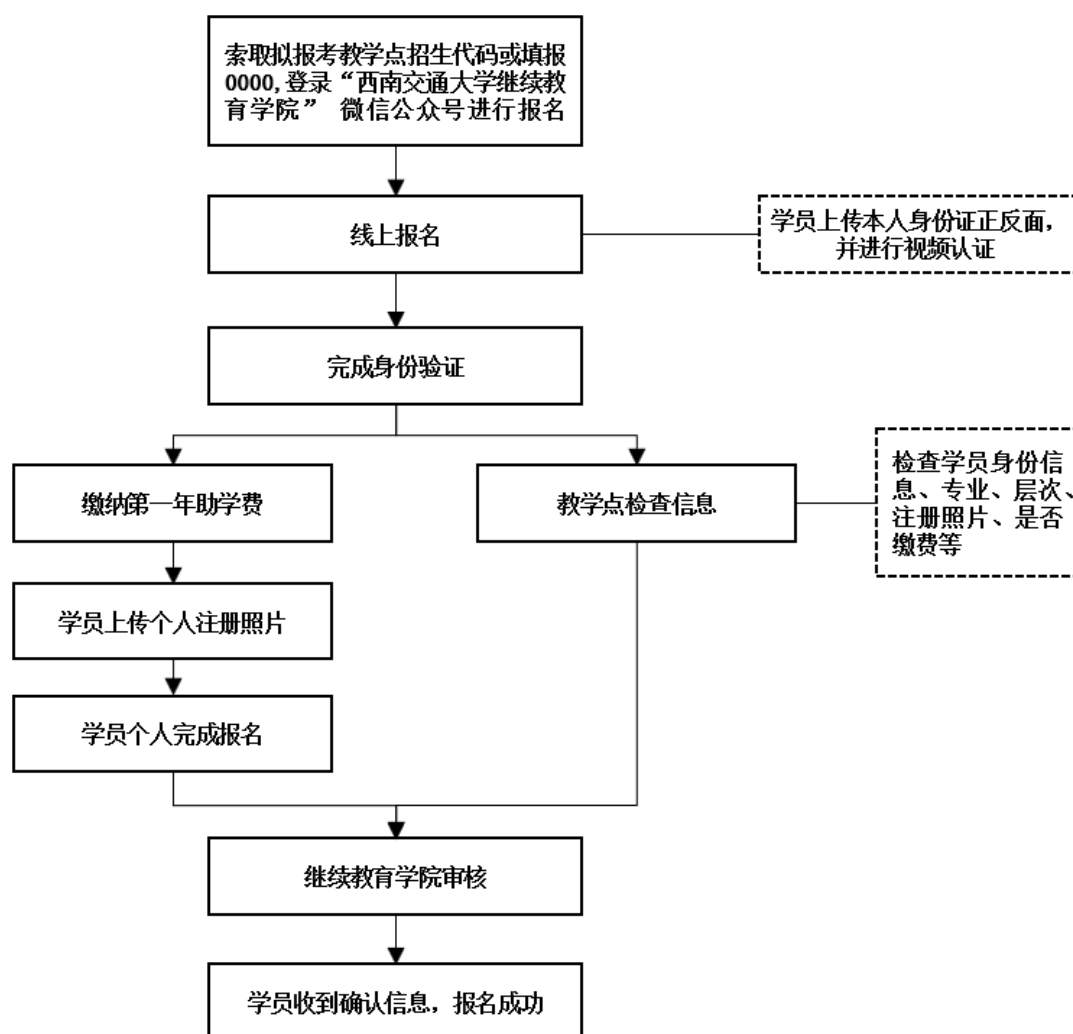 索取拟报考教学点招生代码或填报
0000,登录“西南交通大学继续教
育学院” 微信公众号进行报名
线上报名
学员上传本人身份证正反面，
并进行视频认证
完成身份验证
缴纳第一年助学费
教学点检查信息
检查学员身份信
息、专业、层次、
注册照片、是否
缴费等
学员上传个人注册照片
学员个人完成报名
继续教育学院审核
学员收到确认信息，报名成功